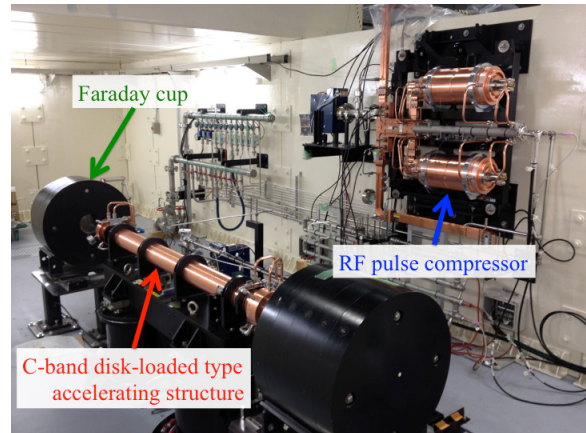 Faraday cup
RF pulse compressor
C-band disk-loaded type
accelerating structure